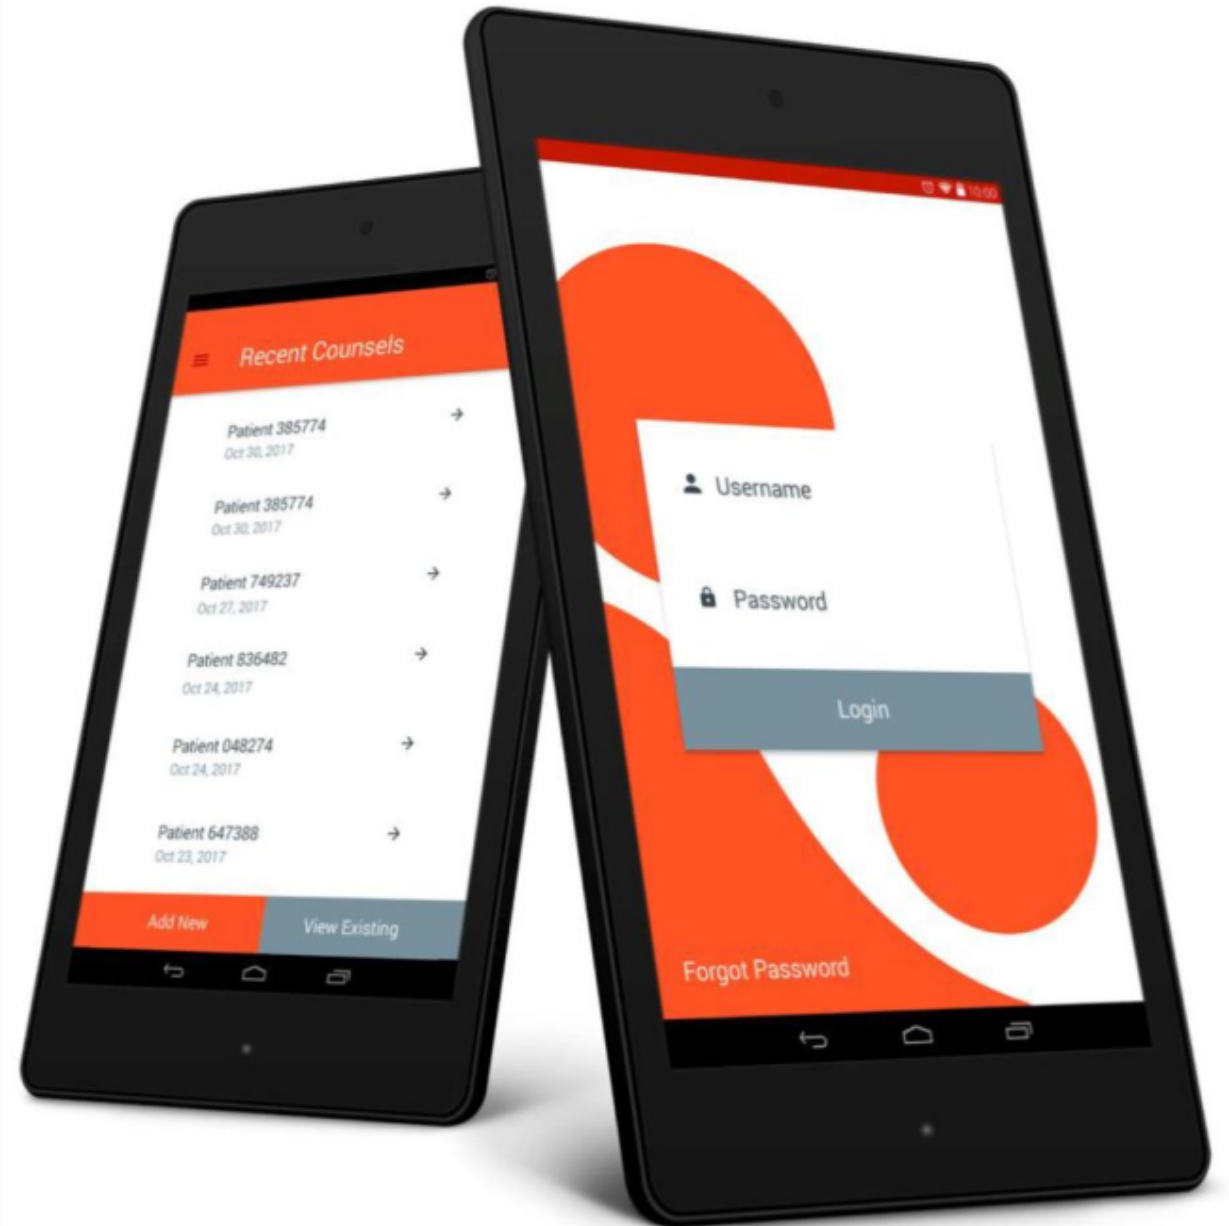 Recent Counsels
Patient 385774
Oct 30, 2017
Patient 385774
Oct 30, 2017
Patient 749237
Oct 27, 2017
Patient 836482
Oct 24, 2017
Patient 048274
Oct 24, 2017
Patient 647388
Oct 23, 2017
Add New
View Existing
10:00
Username
Password
Login
Forgot Password